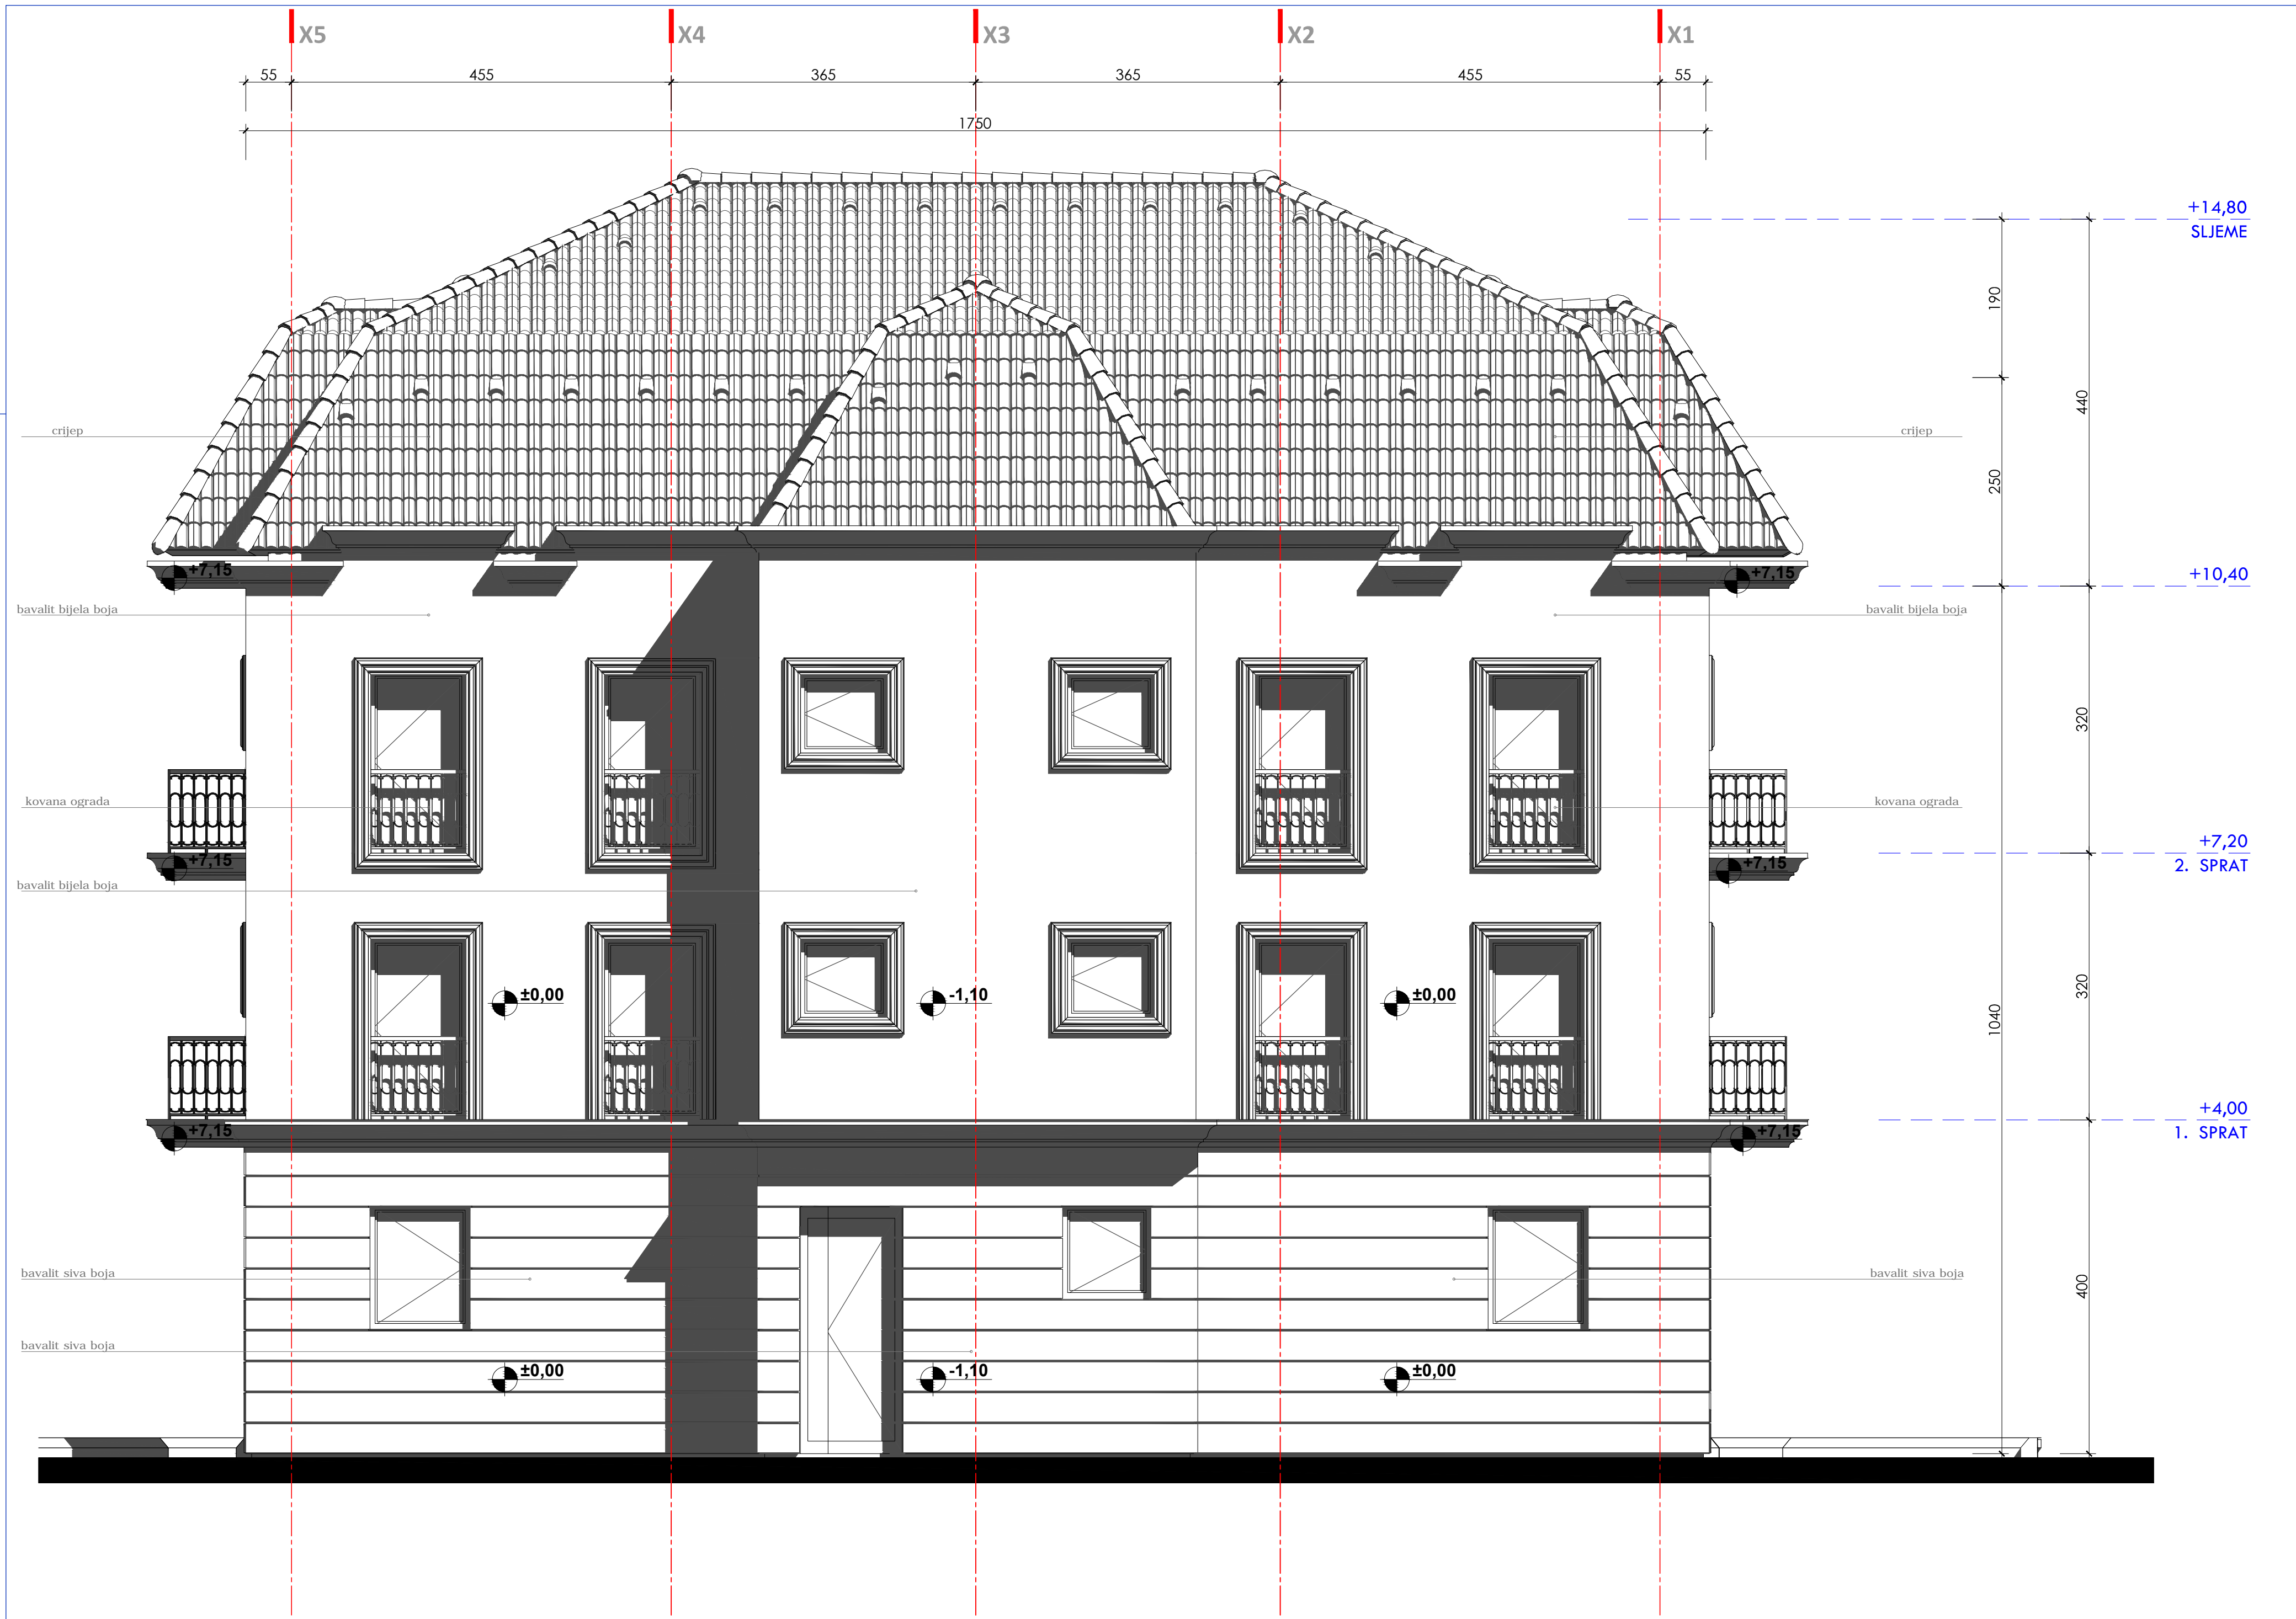 X5
X4
X3
X2
X1
55
455
365
365
455
55
1750
+14,80
SLJEME
190
440
crijep
crijep
250
+7,15
+7,15
+10,40
bavalit bijela boja
bavalit bijela boja
320
kovana ograda
kovana ograda
+7,20
+7,15
+7,15
2. SPRAT
bavalit bijela boja
±0,00
-1,10
±0,00
320
1040
+4,00
+7,15
+7,15
1. SPRAT
bavalit siva boja
bavalit siva boja
400
bavalit siva boja
±0,00
-1,10
±0,00